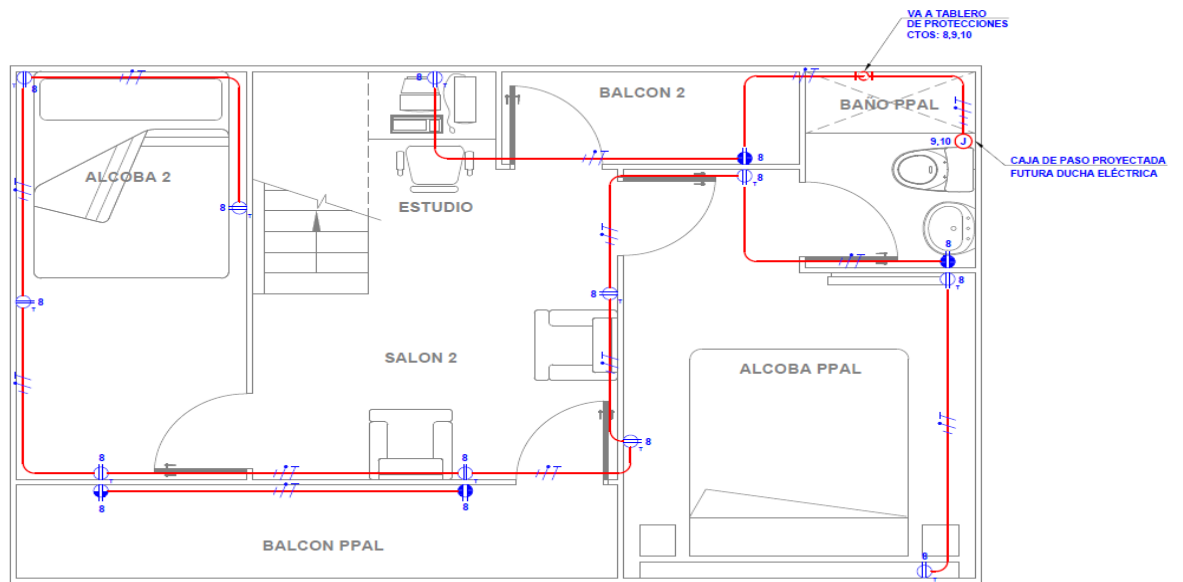 VA A TABLERO
DE PROTECCIONES
CTOS: 8,9,10
T
8
T
8
BALCON 2
BAÑO PPAL
9,10 J
CAJA DE PASO PROYECTADA
FUTURA DUCHA ELÉCTRICA
8
8
T
ALCOBA 2
ESTUDIO
8
T
8
8
T
8
T
8
T
8
T
SALON 2
ALCOBA PPAL
8
T
8
T
8
T
8
8
BALCON PPAL
8
T